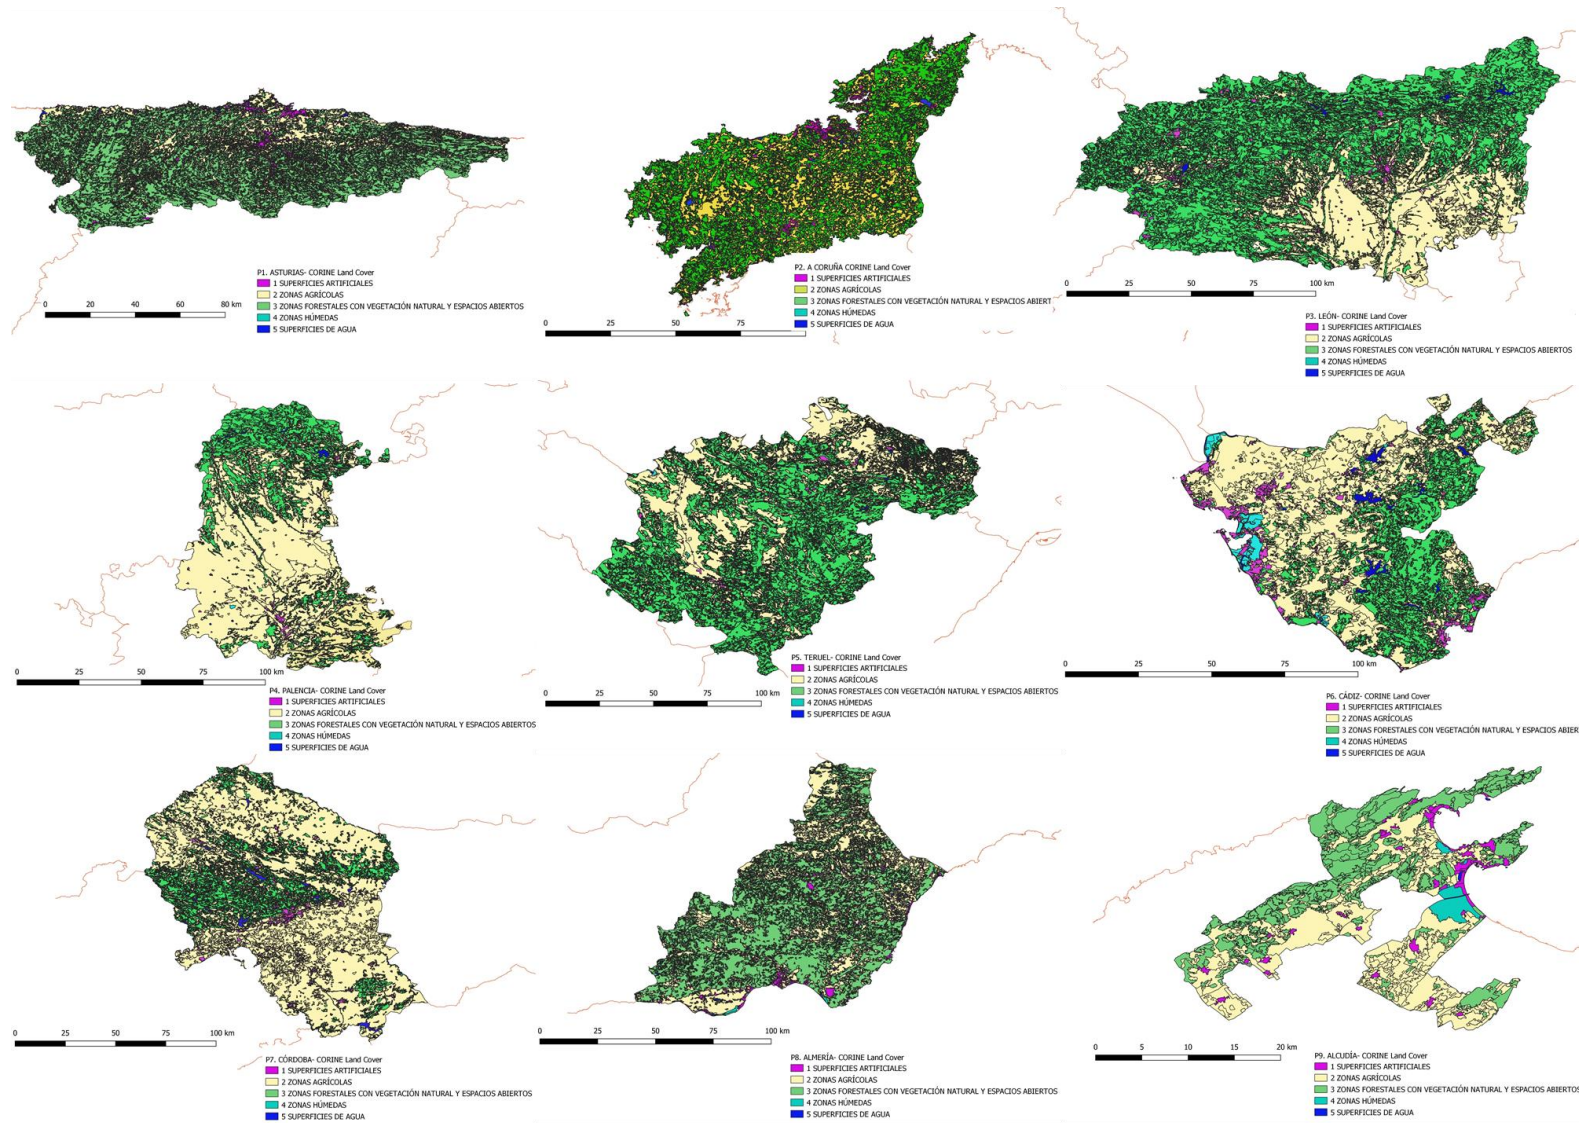 P1. ASTURIAS- CORINE Land Cover
1 SUPERFICIES ARTIFICIALES
2 ZONAS AGRÍCOLAS
3 ZONAS FORESTALES CON VEGETACIÓN NATURAL Y ESPACIOS ABIERTOS
4 ZONAS HÚMEDAS
5 SUPERFICIES DE AGUA
0 20 40 60 80 km
P2. A CORUÑA CORINE Land Cover
1 SUPERFICIES ARTIFICIALES
2 ZONAS AGRÍCOLAS
3 ZONAS FORESTALES CON VEGETACIÓN NATURAL Y ESPACIOS ABIERT
4 ZONAS HÚMEDAS
5 SUPERFICIES DE AGUA
0 25 50 75
0 25 50 75 100 km
P3. LEÓN- CORINE Land Cover
1 SUPERFICIES ARTIFICIALES
2 ZONAS AGRÍCOLAS
3 ZONAS FORESTALES CON VEGETACIÓN NATURAL Y ESPACIOS ABIERTOS
4 ZONAS HÚMEDAS
5 SUPERFICIES DE AGUA
0 25 50 75 100 km
P4. PALENCIA- CORINE Land Cover
1 SUPERFICIES ARTIFICIALES
2 ZONAS AGRÍCOLAS
3 ZONAS FORESTALES CON VEGETACIÓN NATURAL Y ESPACIOS ABIERTOS
4 ZONAS HÚMEDAS
5 SUPERFICIES DE AGUA
P5. TERUEL- CORINE Land Cover
1 SUPERFICIES ARTIFICIALES
2 ZONAS AGRÍCOLAS
3 ZONAS FORESTALES CON VEGETACIÓN NATURAL Y ESPACIOS ABIERTOS
4 ZONAS HÚMEDAS
5 SUPERFICIES DE AGUA
0 25 50 75 100 km
0 25 50 75 100 km
P6. CÁDIZ- CORINE Land Cover
1 SUPERFICIES ARTIFICIALES
2 ZONAS AGRÍCOLAS
3 ZONAS FORESTALES CON VEGETACIÓN NATURAL Y ESPACIOS ABIER
4 ZONAS HÚMEDAS
5 SUPERFICIES DE AGUA
0 25 50 75 100 km
P7. CÓRDOBA- CORINE Land Cover
1 SUPERFICIES ARTIFICIALES
2 ZONAS AGRÍCOLAS
3 ZONAS FORESTALES CON VEGETACIÓN NATURAL Y ESPACIOS ABIERTOS
4 ZONAS HÚMEDAS
5 SUPERFICIES DE AGUA
0 25 50 75 100 km
P8. ALMERÍA- CORINE Land Cover
1 SUPERFICIES ARTIFICIALES
2 ZONAS AGRÍCOLAS
3 ZONAS FORESTALES CON VEGETACIÓN NATURAL Y ESPACIOS ABIERTOS
4 ZONAS HÚMEDAS
5 SUPERFICIES DE AGUA
0 5 10 15 20 km
P9. ALCUDÍA- CORINE Land Cover
1 SUPERFICIES ARTIFICIALES
2 ZONAS AGRÍCOLAS
3 ZONAS FORESTALES CON VEGETACIÓN NATURAL Y ESPACIOS ABIERTOS
4 ZONAS HÚMEDAS
5 SUPERFICIES DE AGUA